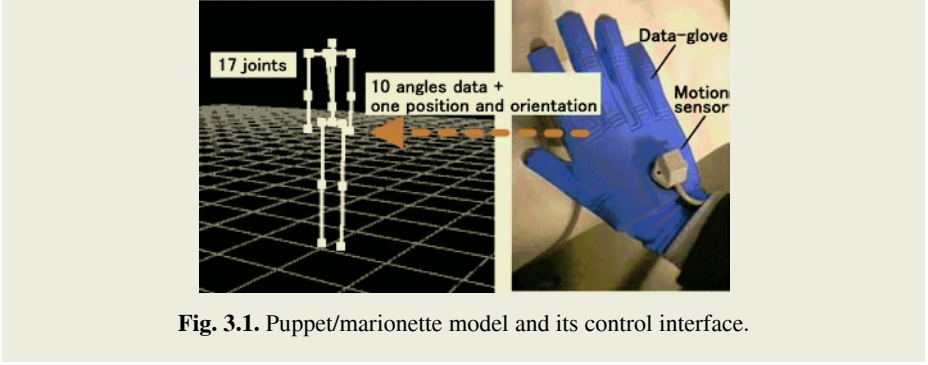 17 joints
10 angles data +
one position and orientation
Data-glove
Motion
sensor
Fig. 3.1. Puppet/marionette model and its control interface.